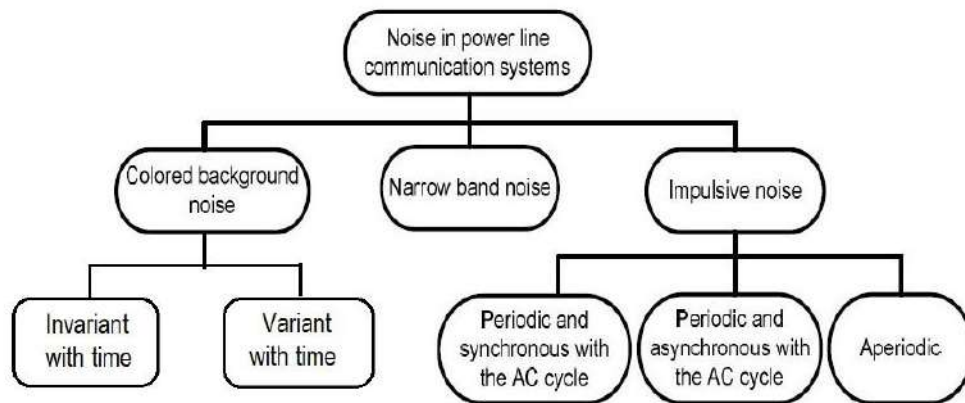 Noise in power line
communication systems
Colored background
noise
Narrow band noise
Impulsive noise
Invariant
with time
Variant
with time
Periodic and
synchronous with
the AC cycle
Periodic and
asynchronous with
the AC cycle
Aperiodic